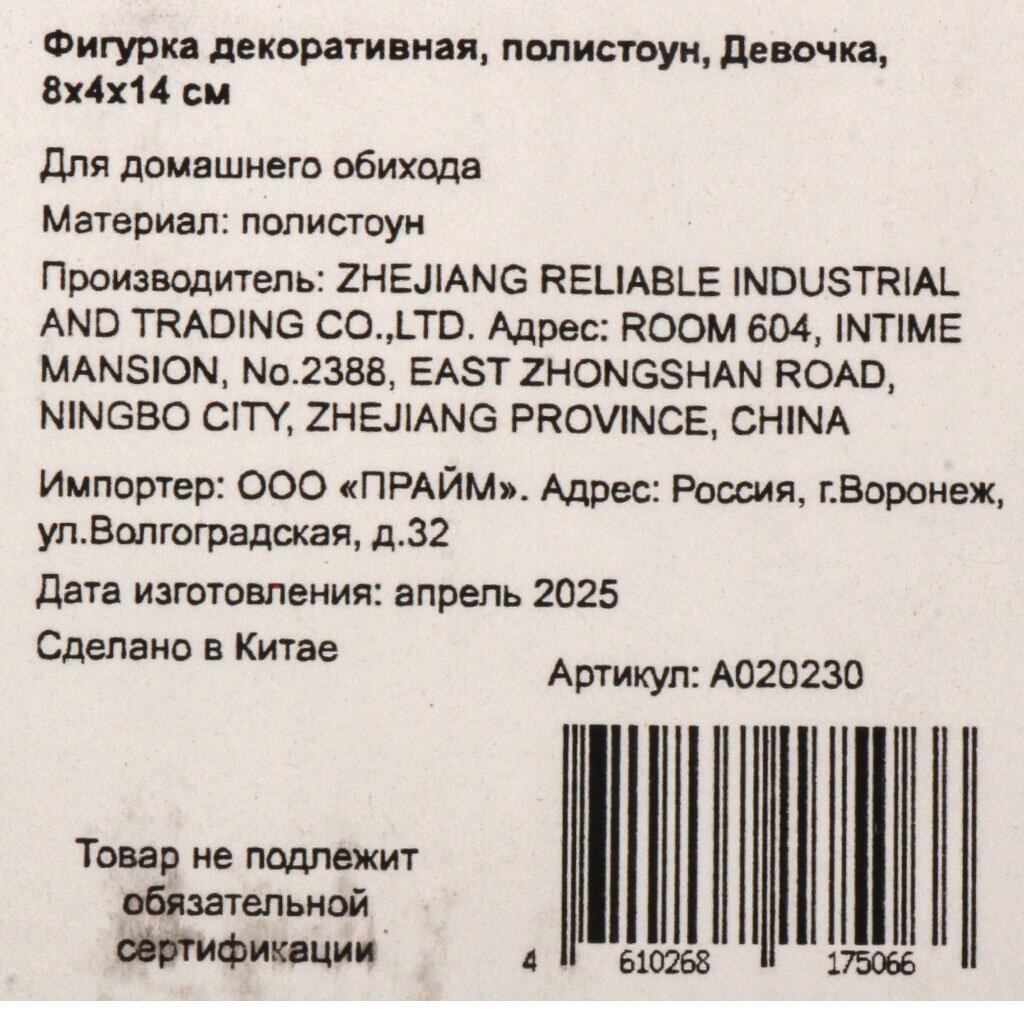 Фигурка декоративная, полистоун, Девочка,
8х4х14 см
Для домашнего обихода
Материал: полистоун
Производитель: ZHEJIANG RELIABLE INDUSTRIAL
AND TRADING CO.,LTD. Адрес: ROOM 604, INTIME
MANSION, No.2388, EAST ZHONGSHAN ROAD,
NINGBO CITY, ZHEJIANG PROVINCE, CHINA
Импортер: ООО «ПРАЙМ». Адрес: Россия, г.Воронеж,
ул.Волгоградская, д.32
Дата изготовления: апрель 2025
Сделано в Китае
Артикул: А020230
Товар не подлежит
обязательной
сертификации
4 610268 175066